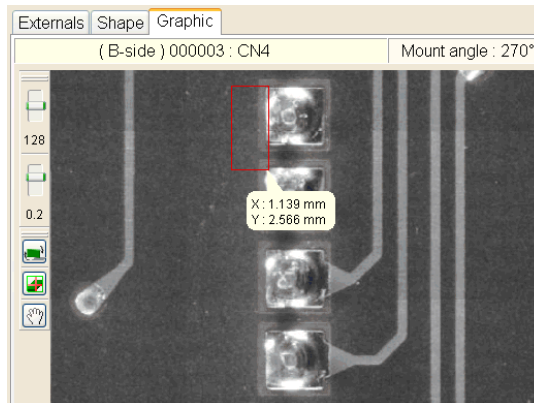 Externals Shape Graphic
( B-side ) 000003 : CN4 Mount angle : 270°
128
0.2
X : 1.139 mm
Y : 2.566 mm